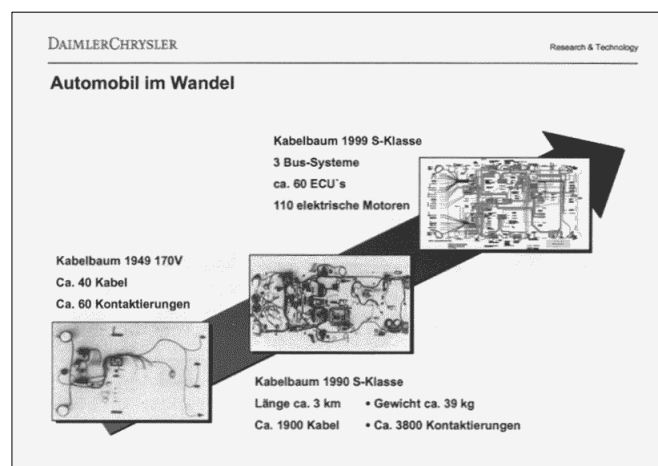 DAIMLERCHRYSLER
Research & Technology
Automobil im Wandel
Kabelbaum 1999 S-Klasse
3 Bus-Systeme
ca. 60 ECU`s
110 elektrische Motoren
Kabelbaum 1949 170V
Ca. 40 Kabel
Ca. 60 Kontaktierungen
Kabelbaum 1990 S-Klasse
Länge ca. 3 km • Gewicht ca. 39 kg
Ca. 1900 Kabel • Ca. 3800 Kontaktierungen